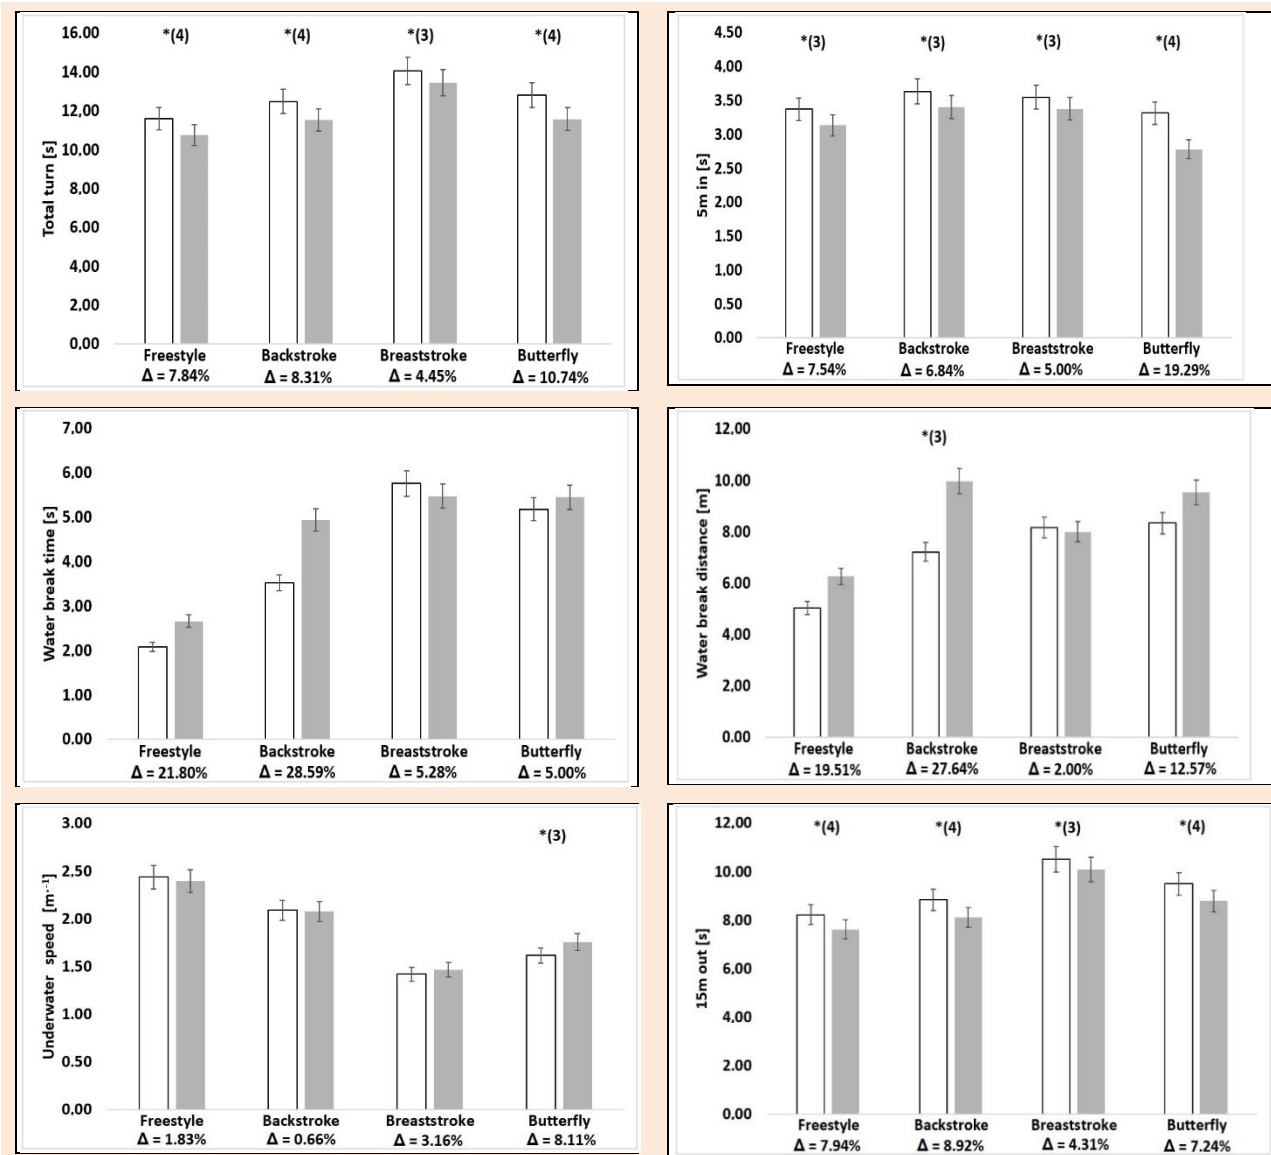 *(4) *(4) *(3) *(4)
16.00
14.00
12.00
10.00
8.00
6.00
4.00
2,00
0.00
Total turn [s]
Freestyle Backstroke Breaststroke Butterfly
Δ = 7.84% Δ = 8.31% Δ = 4.45% Δ = 10.74%
*(3) *(3) *(3) *(4)
4.50
4.00
3.50
3.00
2.50
2.00
1.50
1,00
0.50
0.00
5m in [s]
Freestyle Backstroke Breaststroke Butterfly
Δ = 7.54% Δ = 6.84% Δ = 5.00% Δ = 19.29%
7,00
6,00
5.00
4.00
3.00
2.00
1.00
0.00
Water break time [s]
Freestyle Backstroke Breaststroke Butterfly
Δ = 21.80% Δ = 28.59% Δ = 5.28% Δ = 5.00%
*(3)
12,00
10.00
8.00
6.00
4.00
2.00
0.00
Water break distance [m]
Freestyle Backstroke Breaststroke Butterfly
Δ = 19.51% Δ = 27.64% Δ = 2.00% Δ = 12.57%
*(3)
3.00
2.50
2.00
1.50
1.00
0.50
0.00
Underwater speed [m·⁻¹]
Freestyle Backstroke Breaststroke Butterfly
Δ = 1.83% Δ = 0.66% Δ = 3.16% Δ = 8.11%
*(4) *(4) *(3) *(4)
12,00
10.00
8.00
6.00
4.00
2.00
0.00
15m out [s]
Freestyle Backstroke Breaststroke Butterfly
Δ = 7.94% Δ = 8.92% Δ = 4.31% Δ = 7.24%